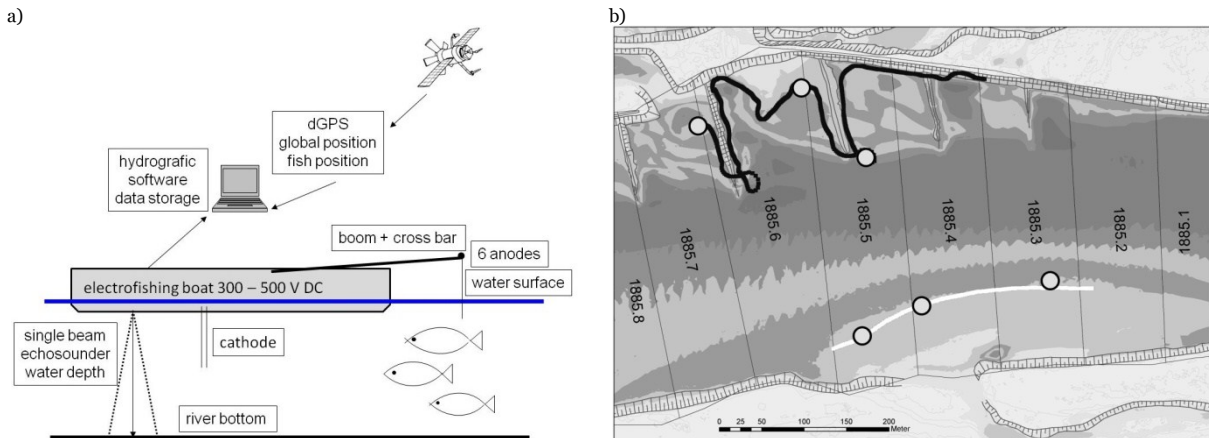 a)
dGPS
global position
fish position
hydrografic
software
data storage
boom + cross bar
6 anodes
water surface
electrofishing boat 300 – 500 V DC
single beam
echosounder
water depth
cathode
river bottom
b)
1885.8
1885.7
1885.6
1885.5
1885.4
1885.3
1885.2
1885.1
0 25 50 100 150 200
Meter